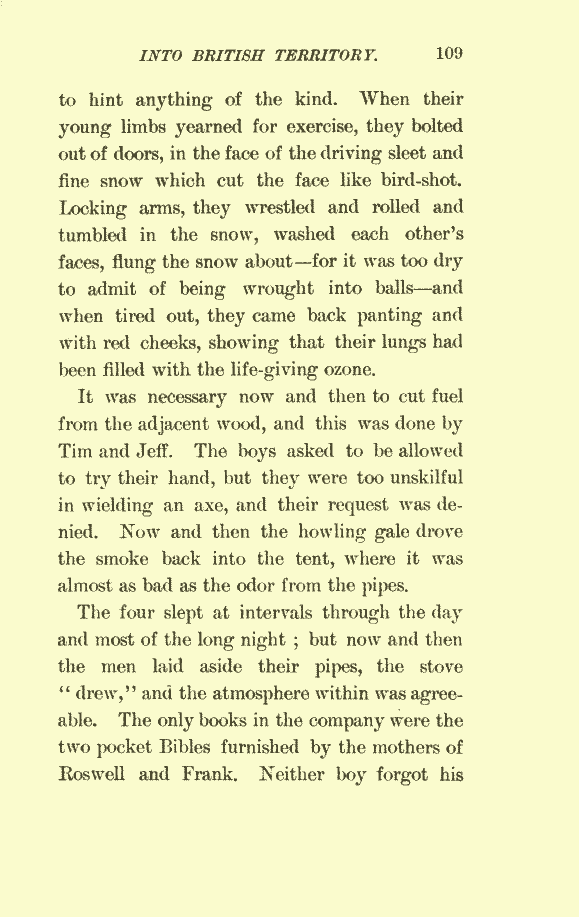 INTO BRITISH TERRITORY. 109
to hint anything of the kind. When their
young limbs yearned for exercise, they bolted
out of doors, in the face of the driving sleet and
fine snow which cut the face like bird-shot.
Locking arms, they wrestled and rolled and
tumbled in the snow, washed each other's
faces, flung the snow about—for it was too dry
to admit of being wrought into balls—and
when tired out, they came back panting and
with red cheeks, showing that their lungs had
been filled with the life-giving ozone.
It was necessary now and then to cut fuel
from the adjacent wood, and this was done by
Tim and Jeff. The boys asked to be allowed
to try their hand, but they were too unskilful
in wielding an axe, and their request was de-
nied. Now and then the howling gale drove
the smoke back into the tent, where it was
almost as bad as the odor from the pipes.
The four slept at intervals through the day
and most of the long night ; but now and then
the men laid aside their pipes, the stove
“ drew,” and the atmosphere within was agree-
able. The only books in the company were the
two pocket Bibles furnished by the mothers of
Roswell and Frank. Neither boy forgot his